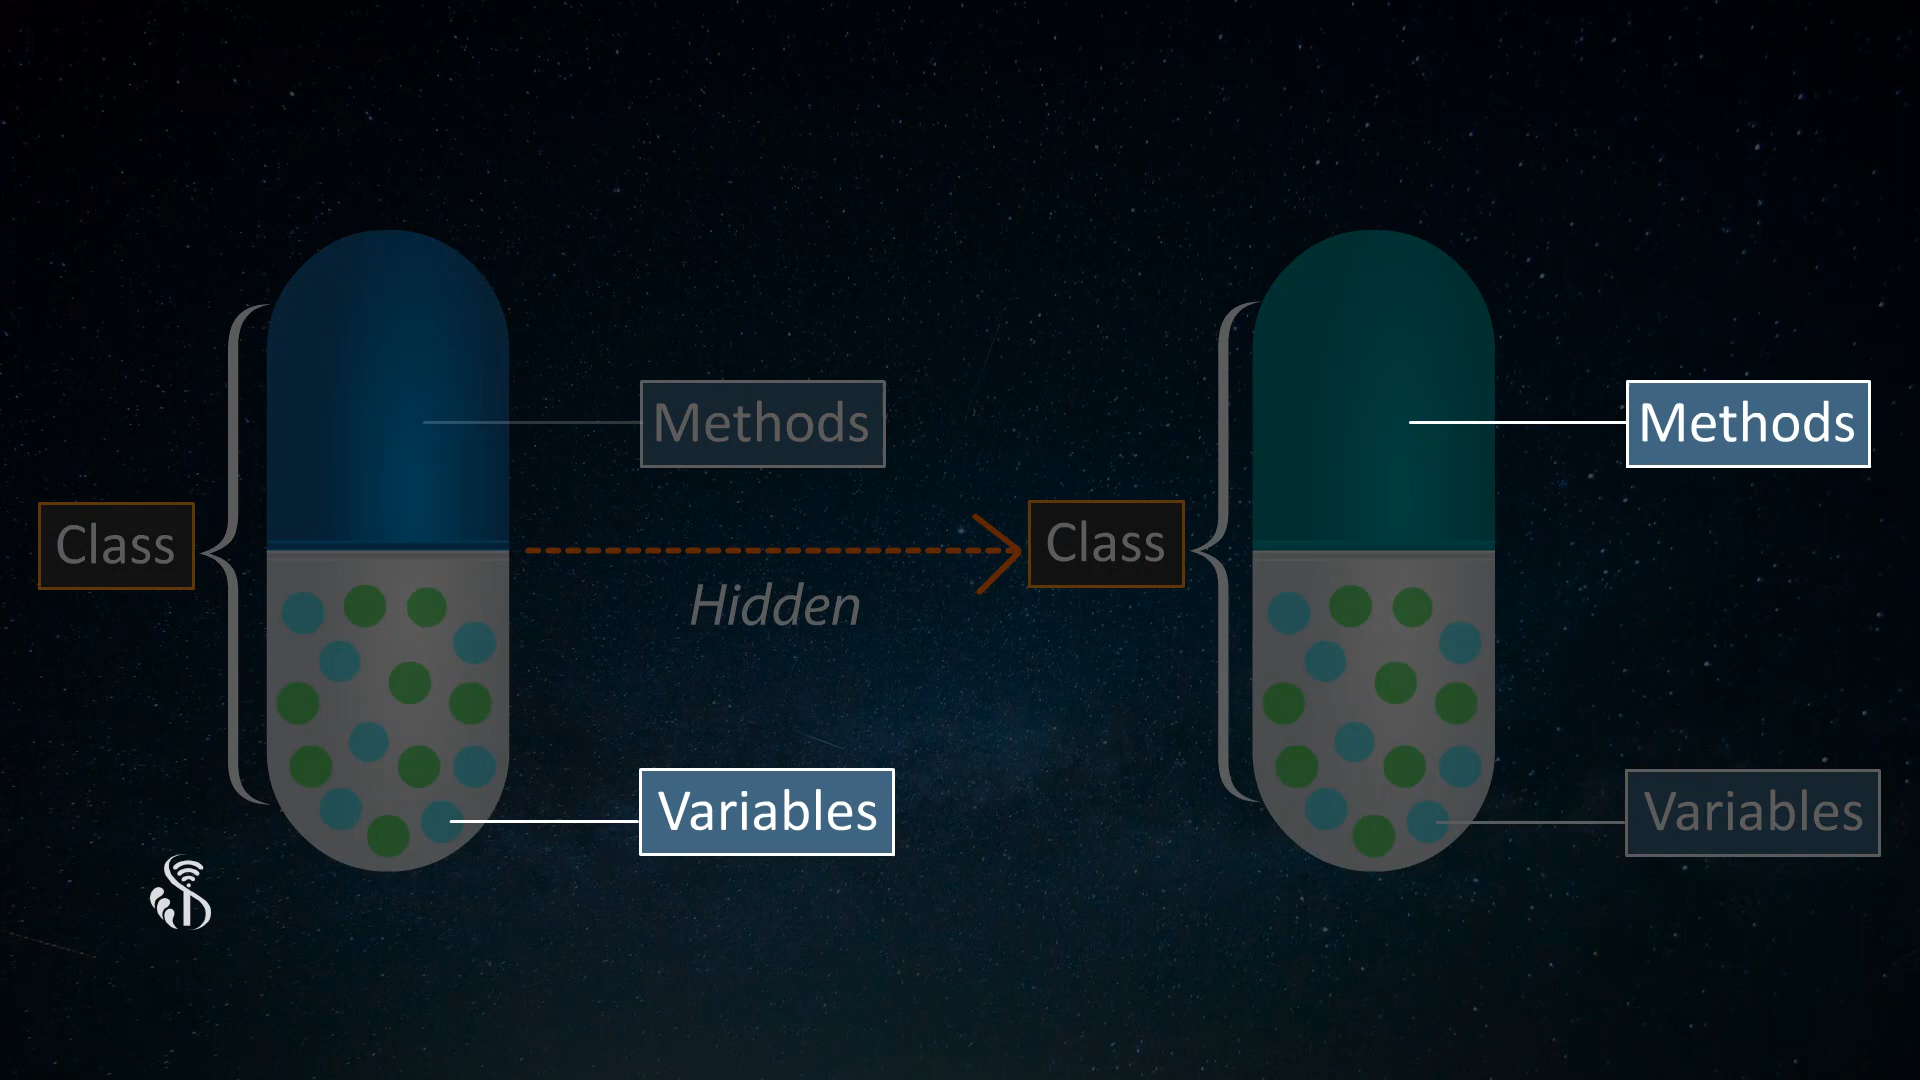 Methods
Class
Hidden
Variables
Methods
Class
Variables